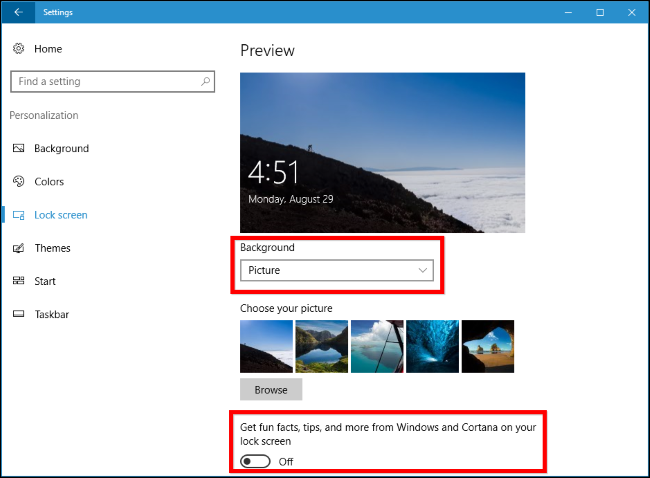 Settings
Home
Find a setting
Personalization
Background
Colors
Lock screen
Themes
Start
Taskbar
Preview
4:51
Monday, August 29
Background
Picture
Choose your picture
Browse
Get fun facts, tips, and more from Windows and Cortana on your
lock screen
Off